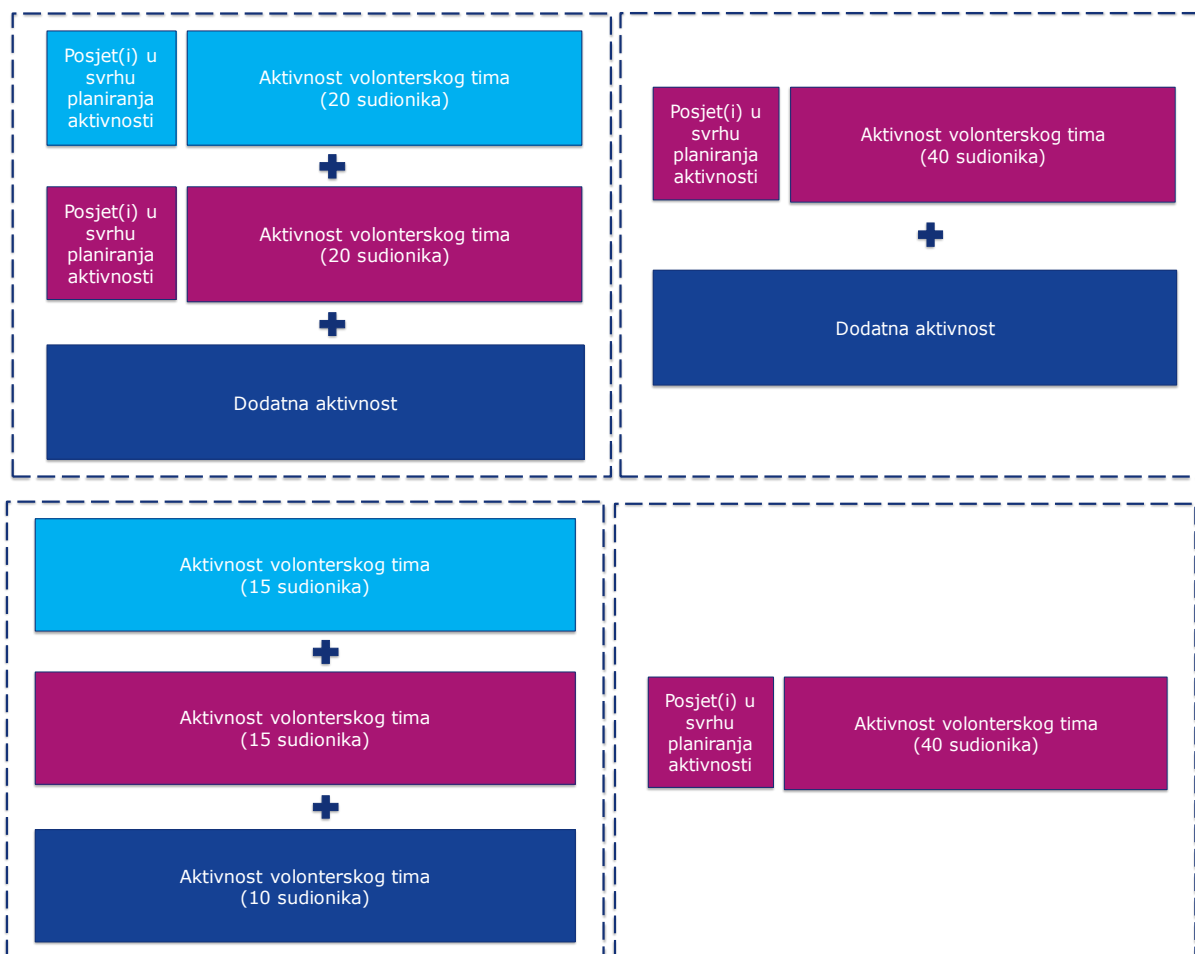 Posjet(i) u
svrhu
planiranja
aktivnosti
Aktivnost volonterskog tima
(20 sudionika)
Posjet(i) u
svrhu
planiranja
aktivnosti
Aktivnost volonterskog tima
(20 sudionika)
Dodatna aktivnost
Posjet(i) u
svrhu
planiranja
aktivnosti
Aktivnost volonterskog tima
(40 sudionika)
Dodatna aktivnost
Aktivnost volonterskog tima
(15 sudionika)
Aktivnost volonterskog tima
(15 sudionika)
Aktivnost volonterskog tima
(10 sudionika)
Posjet(i) u
svrhu
planiranja
aktivnosti
Aktivnost volonterskog tima
(40 sudionika)